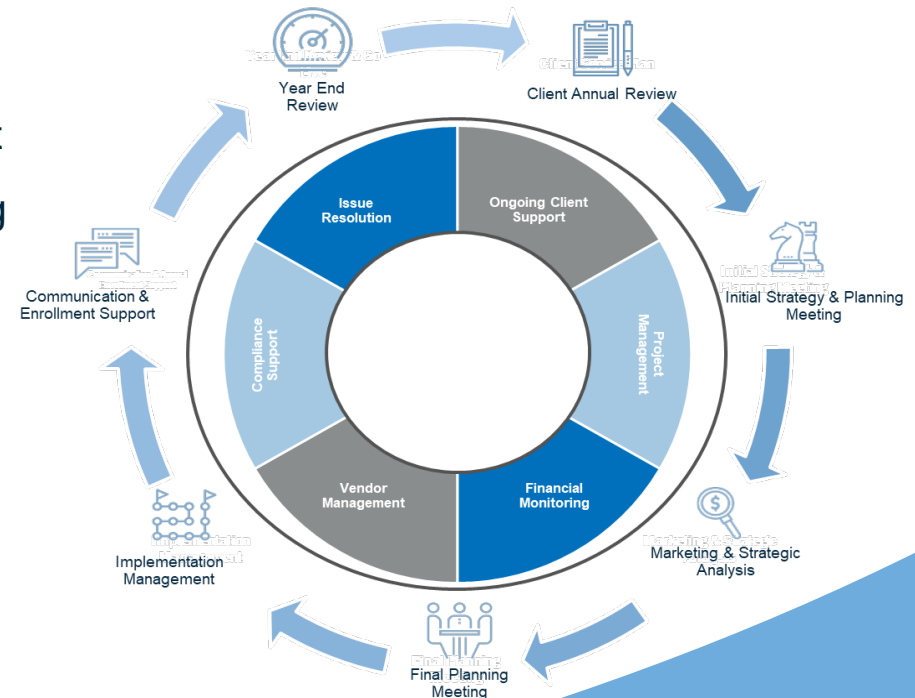 Year End
Review
Client Annual Review
Initial Strategy & Planning
Meeting
Marketing & Strategic
Analysis
Final Planning
Meeting
Implementation
Management
Communication &
Enrollment Support
Issue
Resolution
Ongoing Client
Support
Project
Management
Financial
Monitoring
Vendor
Management
Compliance
Support